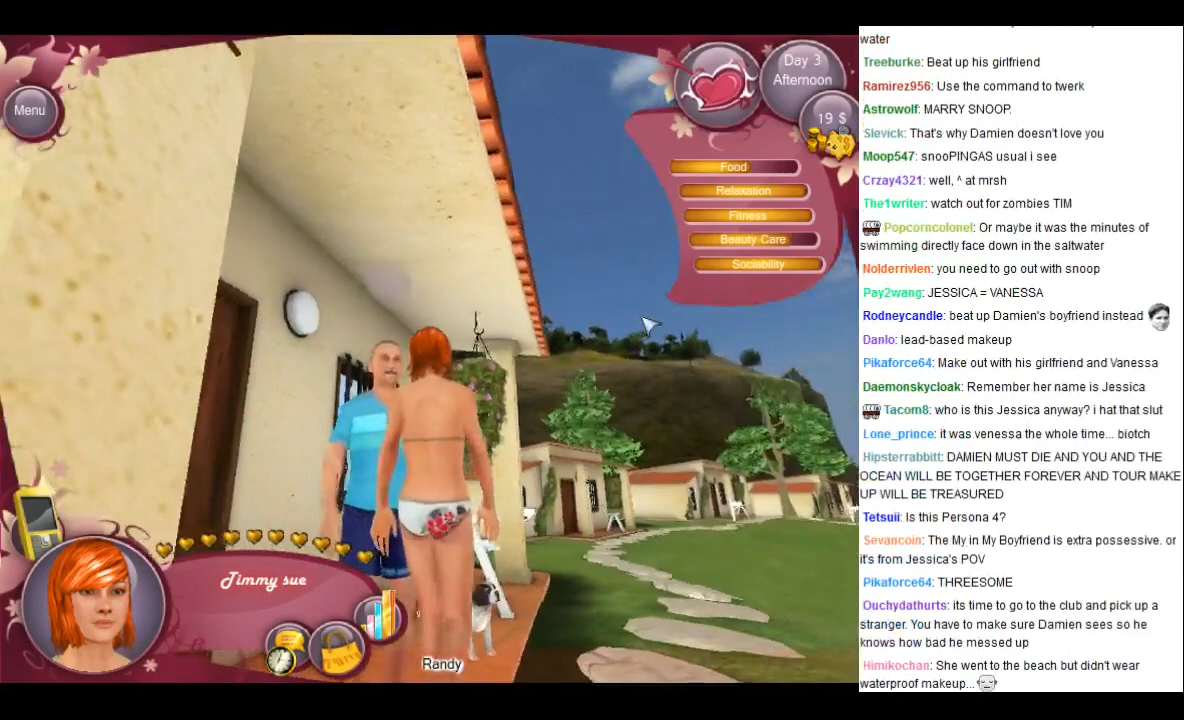 Menu
Day 3
Afternoon
19 $
Food
Relaxation
Fitness
Beauty Care
Sociability
Jimmy sue
Randy
water
Treeburke: Beat up his girlfriend
Ramirez956: Use the command to twerk
Astrowolf: MARRY SNOOP.
Slevick: That's why Damien doesn't love you
Moop547: snooPINGAS usual i see
Crzay4321: well, ^ at mrsh
The1writer: watch out for zombies TIM
Popcorncolonel: Or maybe it was the minutes of
swimming directly face down in the saltwater
Nolderrivien: you need to go out with snoop
Pay2wang: JESSICA = VANESSA
Rodneycandle: beat up Damien's boyfriend instead
Danlo: lead-based makeup
Pikaforce64: Make out with his girlfriend and Vanessa
Daemonskycloak: Remember her name is Jessica
Tacom8: who is this Jessica anyway? i hat that slut
Lone_prince: it was venessa the whole time... biotch
Hipsterrabbitt: DAMIEN MUST DIE AND YOU AND THE
OCEAN WILL BE TOGETHER FOREVER AND TOUR MAKE
UP WILL BE TREASURED
Tetsuii: Is this Persona 4?
Sevancoin: The My in My Boyfriend is extra possessive. or
it's from Jessica's POV
Pikaforce64: THREESOME
Ouchydathurts: its time to go to the club and pick up a
stranger. You have to make sure Damien sees so he
knows how bad he messed up
Himikochan: She went to the beach but didn't wear
waterproof makeup...